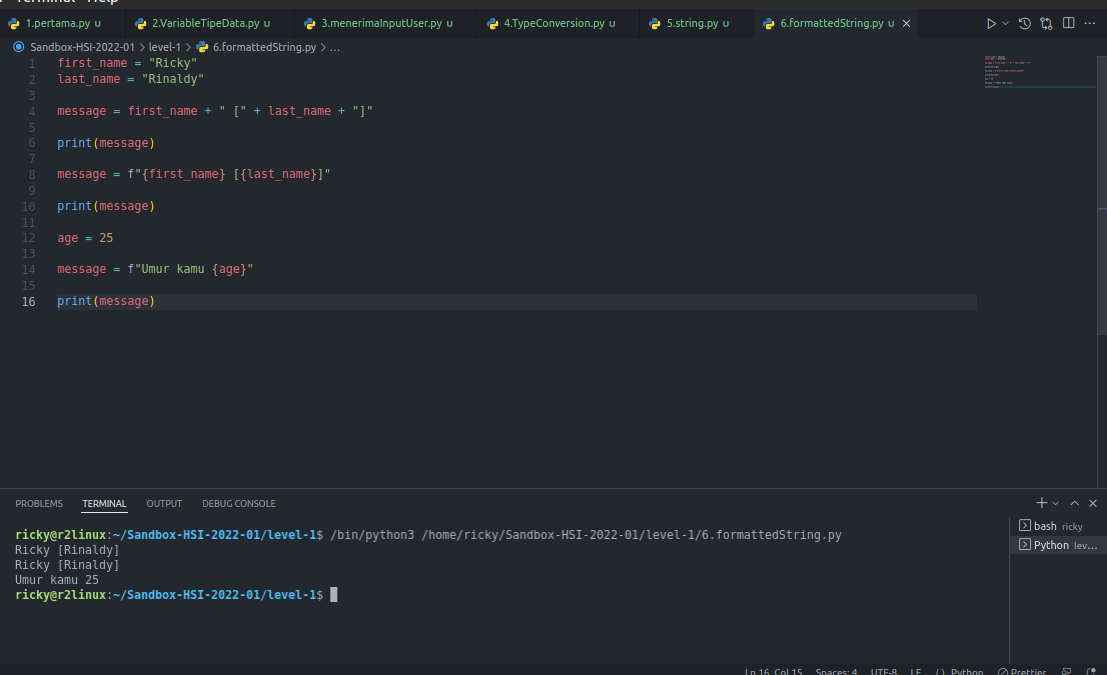 Terminal Help
1.pertama.py U 2.VariableTipeData.py U 3.menerimaInputUser.py U 4.TypeConversion.py U 5.string.py U 6.formattedString.py U
Sandbox-HSI-2022-01 > level-1 > 6.formattedString.py > ...
1 first_name = "Ricky"
2 last_name = "Rinaldy"
3
4 message = first_name + " [" + last_name + "]"
5
6 print(message)
7
8 message = f"{first_name} [{last_name}]"
9
10 print(message)
11
12 age = 25
13
14 message = f"Umur kamu {age}"
15
16 print(message)
PROBLEMS TERMINAL OUTPUT DEBUG CONSOLE
ricky@r2linux:~/Sandbox-HSI-2022-01/level-1$ /bin/python3 /home/ricky/Sandbox-HSI-2022-01/level-1/6.formattedString.py
Ricky [Rinaldy]
Ricky [Rinaldy]
Umur kamu 25
ricky@r2linux:~/Sandbox-HSI-2022-01/level-1$
bash ricky
Python lev...
Ln 16, Col 15 Spaces: 4 UTF-8 LF {} Python Prettier